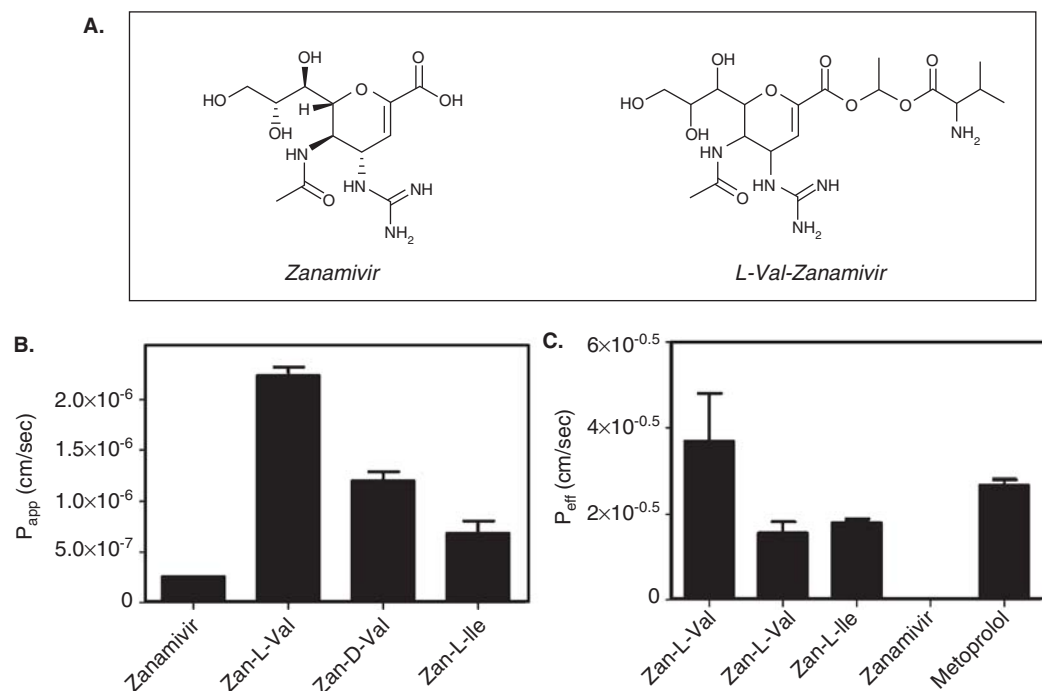 A.
OH
O
O
OH
HO
H
OH
HN
O
HN
NH
NH2
Zanamivir
OH
O
O
HO
O
O
O
OH
NH2
HN
O
HN
NH
NH2
L-Val-Zanamivir
B.
Papp (cm/sec)
2.0×10-6
1.5×10-6
1.0×10-6
5.0×10-7
0
Zanamivir
Zan-L-Val
Zan-D-Val
Zan-L-Ile
C.
Peff (cm/sec)
6×10-0.5
4×10-0.5
2×10-0.5
0
Zan-L-Val
Zan-L-Val
Zan-L-Ile
Zanamivir
Metoprolol